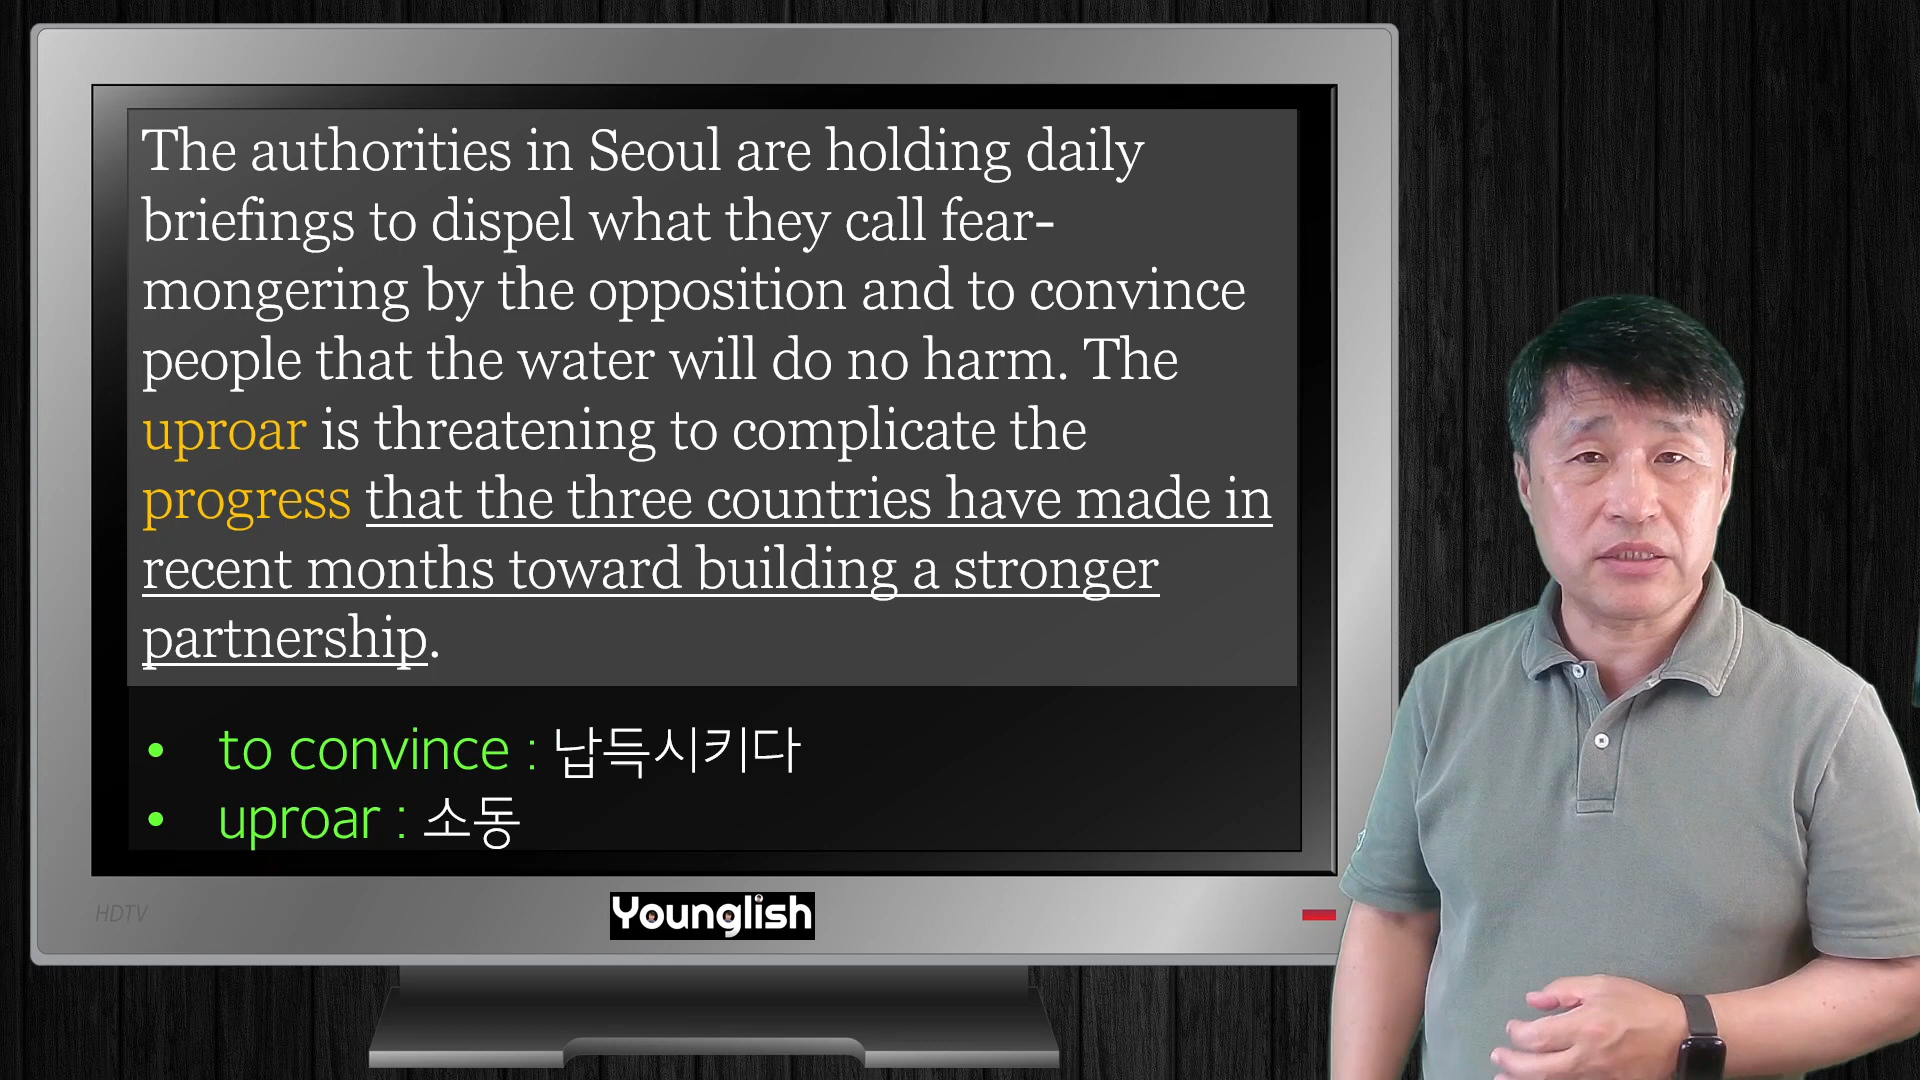 The authorities in Seoul are holding daily
briefings to dispel what they call fear-
mongering by the opposition and to convince
people that the water will do no harm. The
uproar is threatening to complicate the
progress that the three countries have made in
recent months toward building a stronger
partnership.
• to convince : 납득시키다
• uproar : 소동
HDTV
Younglish